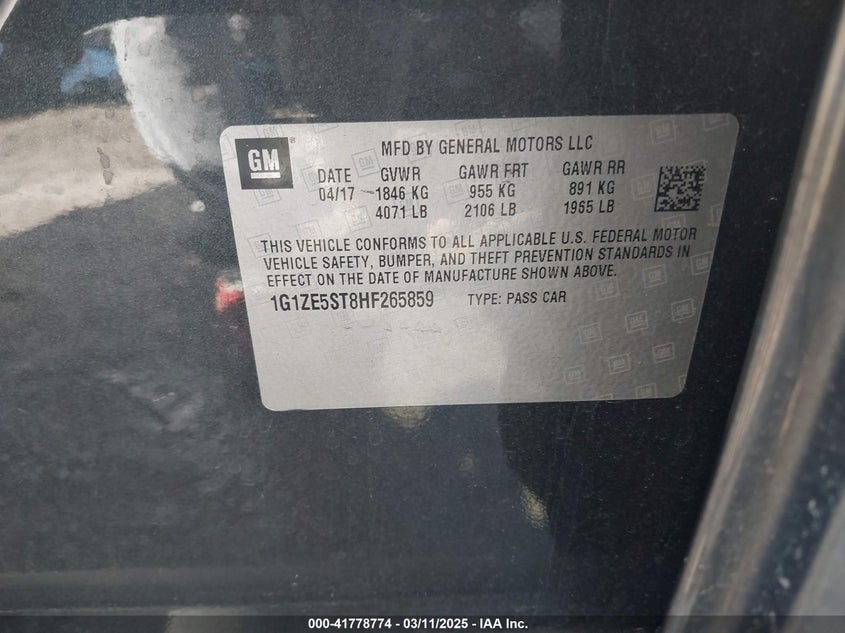 GM
MFD BY GENERAL MOTORS LLC
DATE GVWR GAWR FRT GAWR RR
04/17 1846 KG 955 KG 891 KG
4071 LB 2106 LB 1965 LB
THIS VEHICLE CONFORMS TO ALL APPLICABLE U.S. FEDERAL MOTOR
VEHICLE SAFETY, BUMPER, AND THEFT PREVENTION STANDARDS IN
EFFECT ON THE DATE OF MANUFACTURE SHOWN ABOVE.
1G1ZE5ST8HF265859 TYPE: PASS CAR
000-41778774 - 03/11/2025 - IAA Inc.